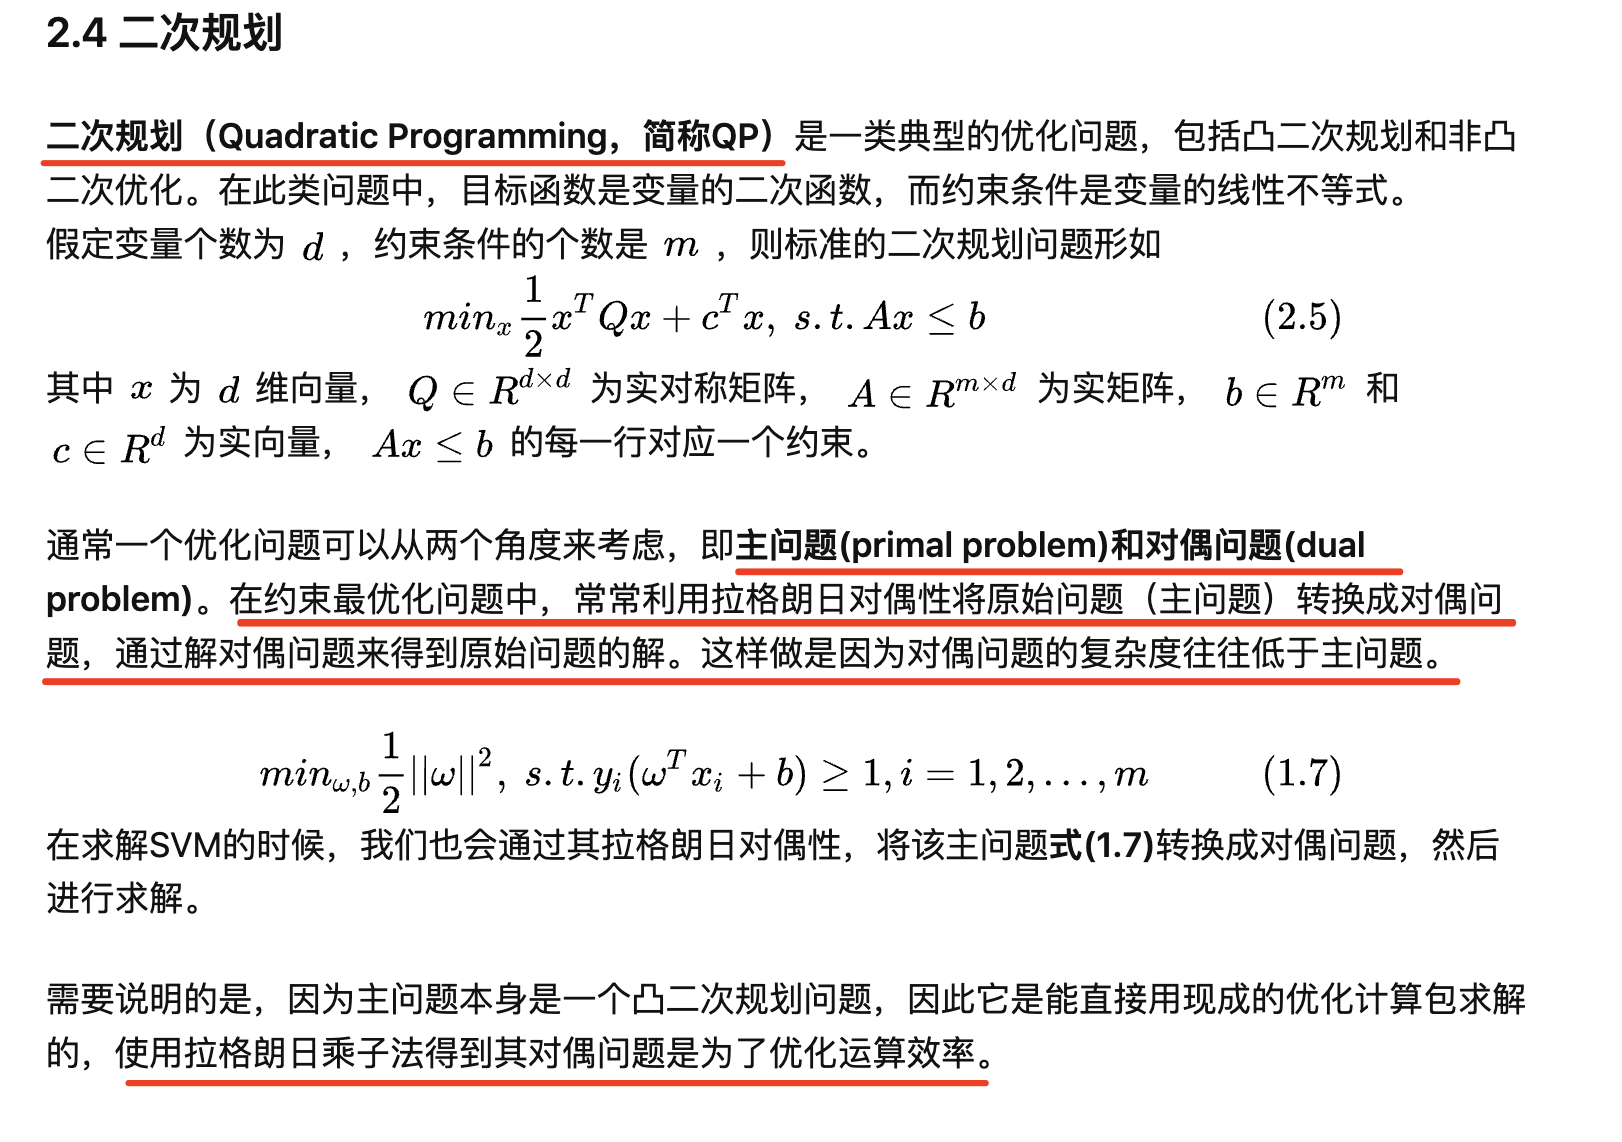 2.4 二次规划
二次规划（Quadratic Programming，简称QP）是一类典型的优化问题，包括凸二次规划和非凸
二次优化。在此类问题中，目标函数是变量的二次函数，而约束条件是变量的线性不等式。
假定变量个数为 d ，约束条件的个数是 m ，则标准的二次规划问题形如
$min_x \frac{1}{2} x^T Q x + c^T x, \ s.t. Ax \leq b$ (2.5)
其中 x 为 d 维向量， $Q \in R^{d \times d}$ 为实对称矩阵， $A \in R^{m \times d}$ 为实矩阵， $b \in R^m$ 和
$c \in R^d$ 为实向量， $Ax \leq b$ 的每一行对应一个约束。
通常一个优化问题可以从两个角度来考虑，即主问题(primal problem)和对偶问题(dual
problem)。在约束最优化问题中，常常利用拉格朗日对偶性将原始问题（主问题）转换成对偶问
题，通过解对偶问题来得到原始问题的解。这样做是因为对偶问题的复杂度往往低于主问题。
$min_{\omega,b} \frac{1}{2} ||\omega||^2, \ s.t. y_i(\omega^T x_i + b) \geq 1, i = 1, 2, \ldots, m$ (1.7)
在求解SVM的时候，我们也会通过其拉格朗日对偶性，将该主问题式(1.7)转换成对偶问题，然后
进行求解。
需要说明的是，因为主问题本身是一个凸二次规划问题，因此它是能直接用现成的优化计算包求解
的，使用拉格朗日乘子法得到其对偶问题是为了优化运算效率。